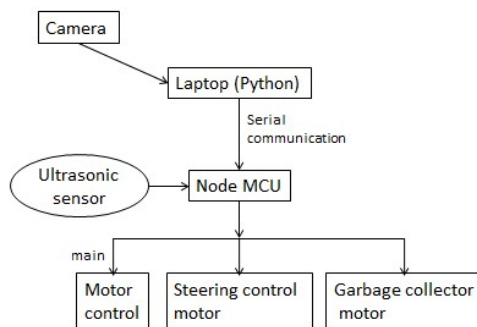 Camera
Laptop (Python)
Serial
communication
Ultrasonic
sensor
Node MCU
main
Motor
control
Steering control
motor
Garbage collector
motor